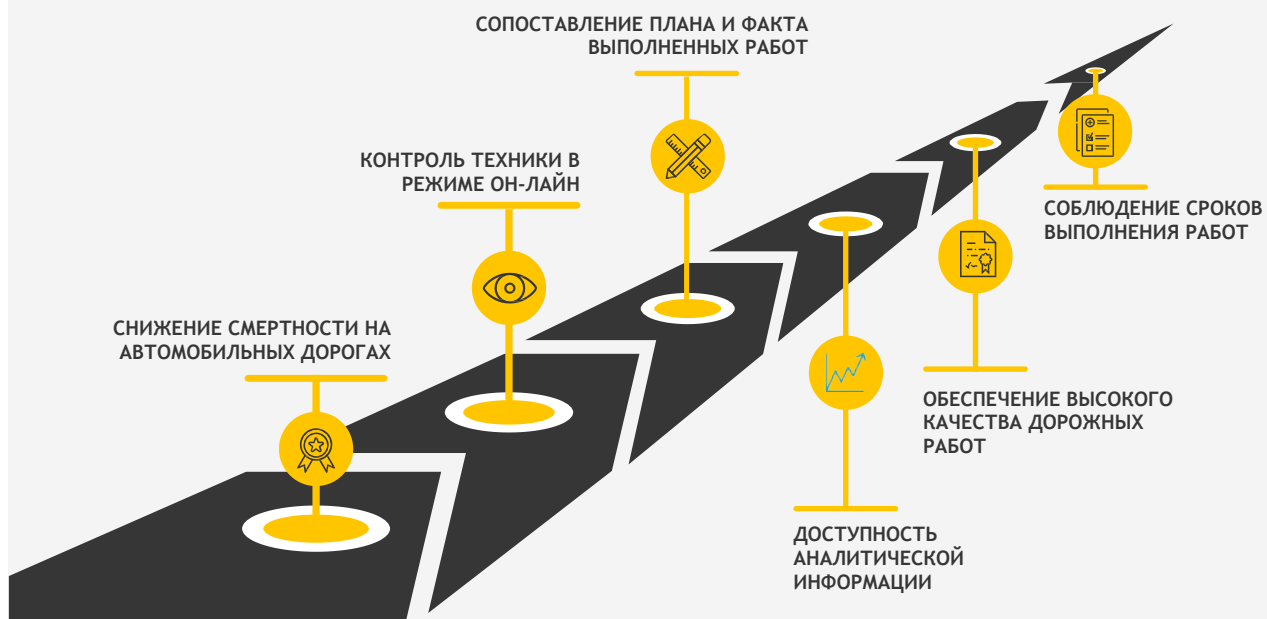 СОПОСТАВЛЕНИЕ ПЛАНА И ФАКТА
ВЫПОЛНЕННЫХ РАБОТ
КОНТРОЛЬ ТЕХНИКИ В
РЕЖИМЕ ОН-ЛАЙН
СНИЖЕНИЕ СМЕРТНОСТИ НА
АВТОМОБИЛЬНЫХ ДОРОГАХ
СОБЛЮДЕНИЕ СРОКОВ
ВЫПОЛНЕНИЯ РАБОТ
ОБЕСПЕЧЕНИЕ ВЫСОКОГО
КАЧЕСТВА ДОРОЖНЫХ
РАБОТ
ДОСТУПНОСТЬ
АНАЛИТИЧЕСКОЙ
ИНФОРМАЦИИ